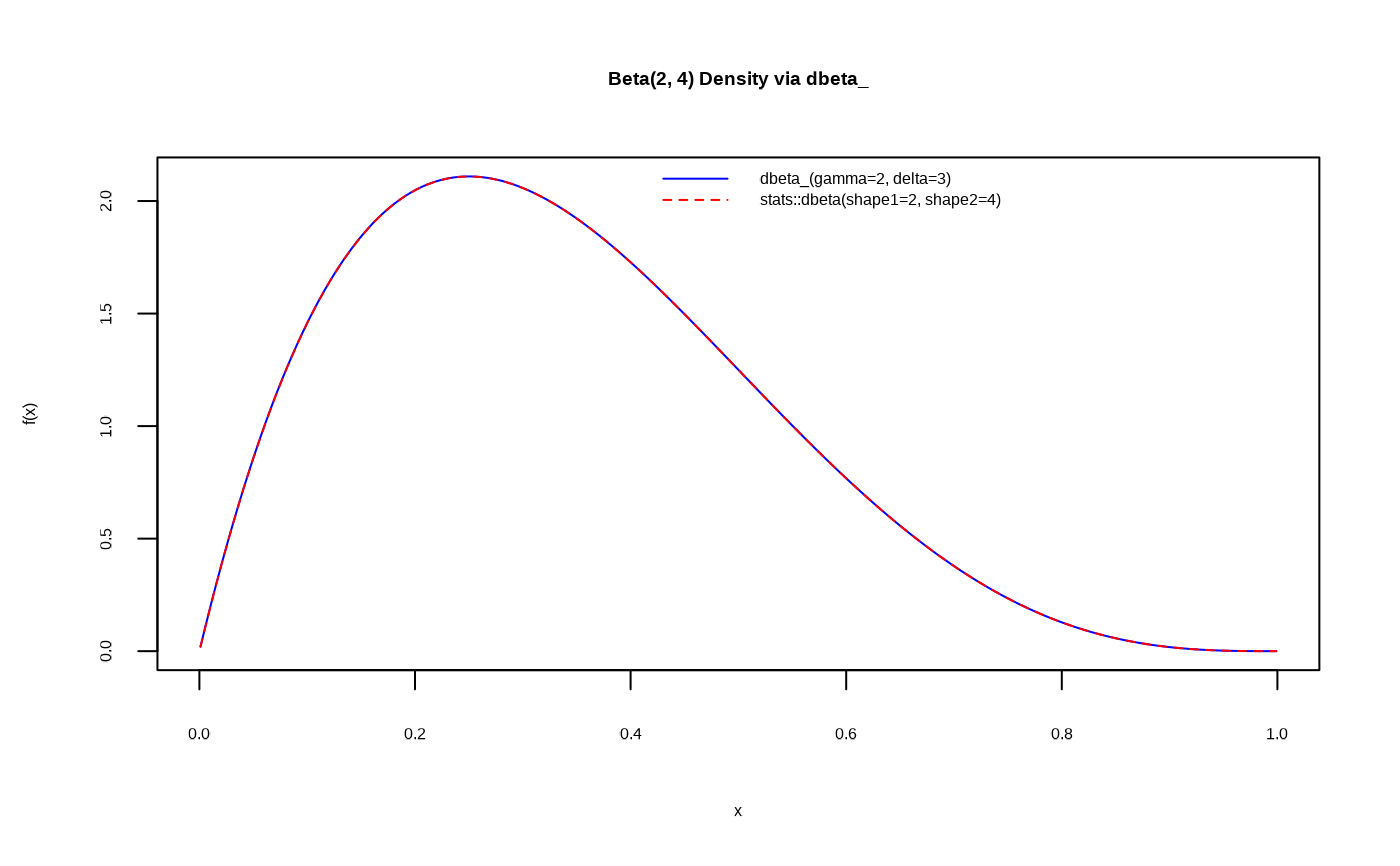 Beta(2, 4) Density via dbeta_
dbeta_(gamma=2, delta=3)
stats::dbeta(shape1=2, shape2=4)
f(x)
2.0
1.5
1.0
0.5
0.0
0.0 0.2 0.4 0.6 0.8 1.0
x